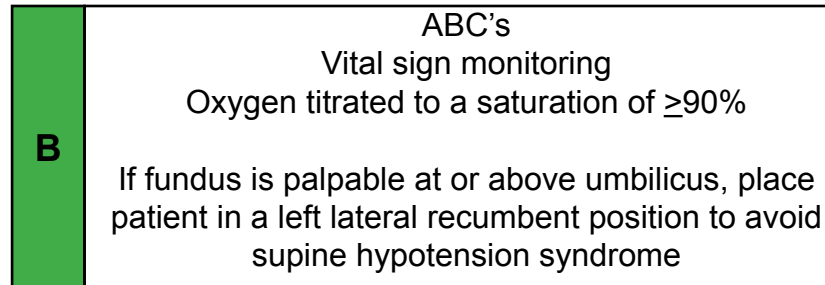 B
ABC's
Vital sign monitoring
Oxygen titrated to a saturation of ≥90%
If fundus is palpable at or above umbilicus, place
patient in a left lateral recumbent position to avoid
supine hypotension syndrome